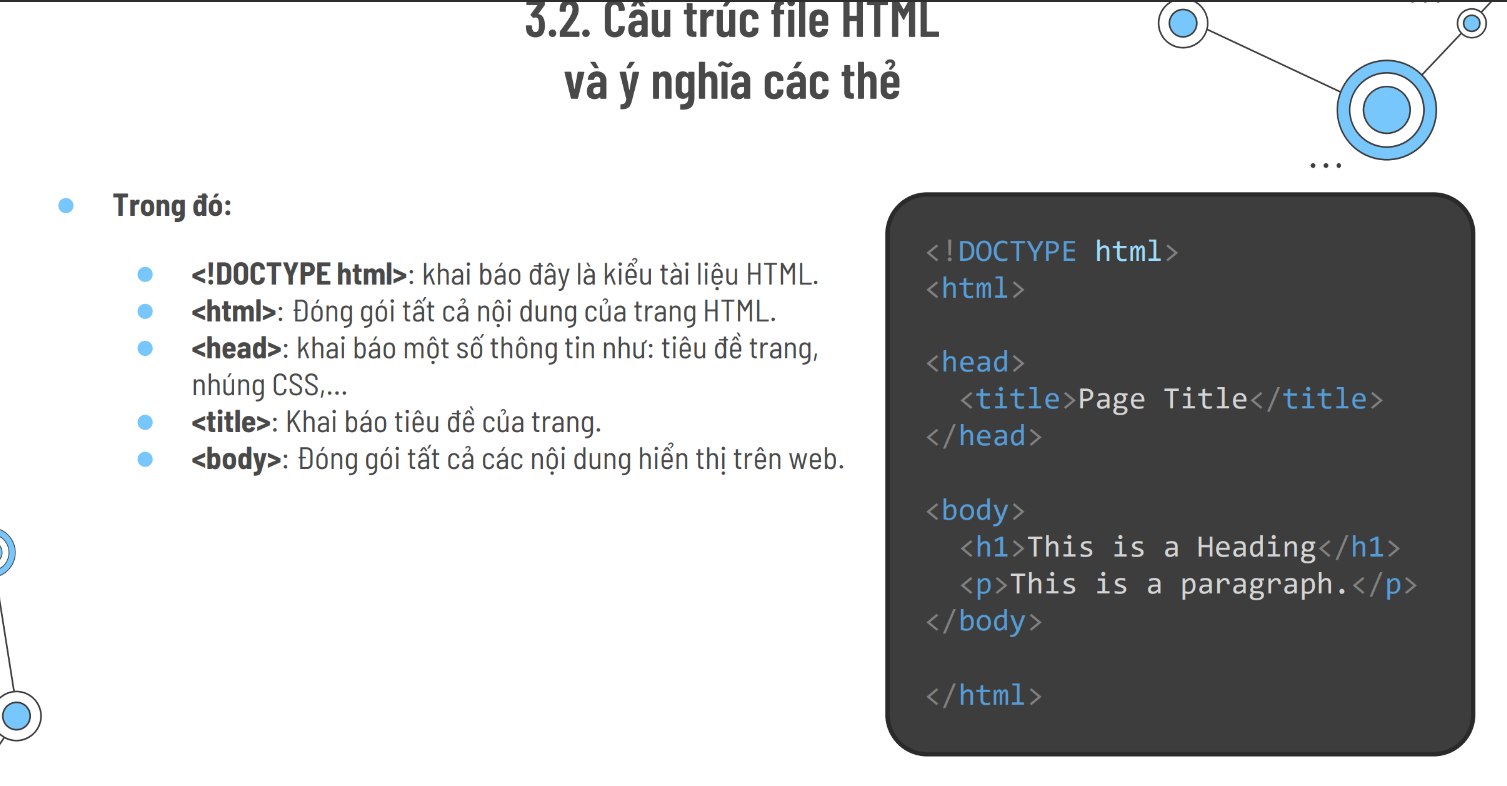 3.2. Cấu trúc file HTML
và ý nghĩa các thẻ
Trong đó:
<!DOCTYPE html>: khai báo đây là kiểu tài liệu HTML.
<html>: Đóng gói tất cả nội dung của trang HTML.
<head>: khai báo một số thông tin như: tiêu đề trang,
nhúng CSS,...
<title>: Khai báo tiêu đề của trang.
<body>: Đóng gói tất cả các nội dung hiển thị trên web.
<!DOCTYPE html>
<html>
<head>
<title>Page Title</title>
</head>
<body>
<h1>This is a Heading</h1>
<p>This is a paragraph.</p>
</body>
</html>